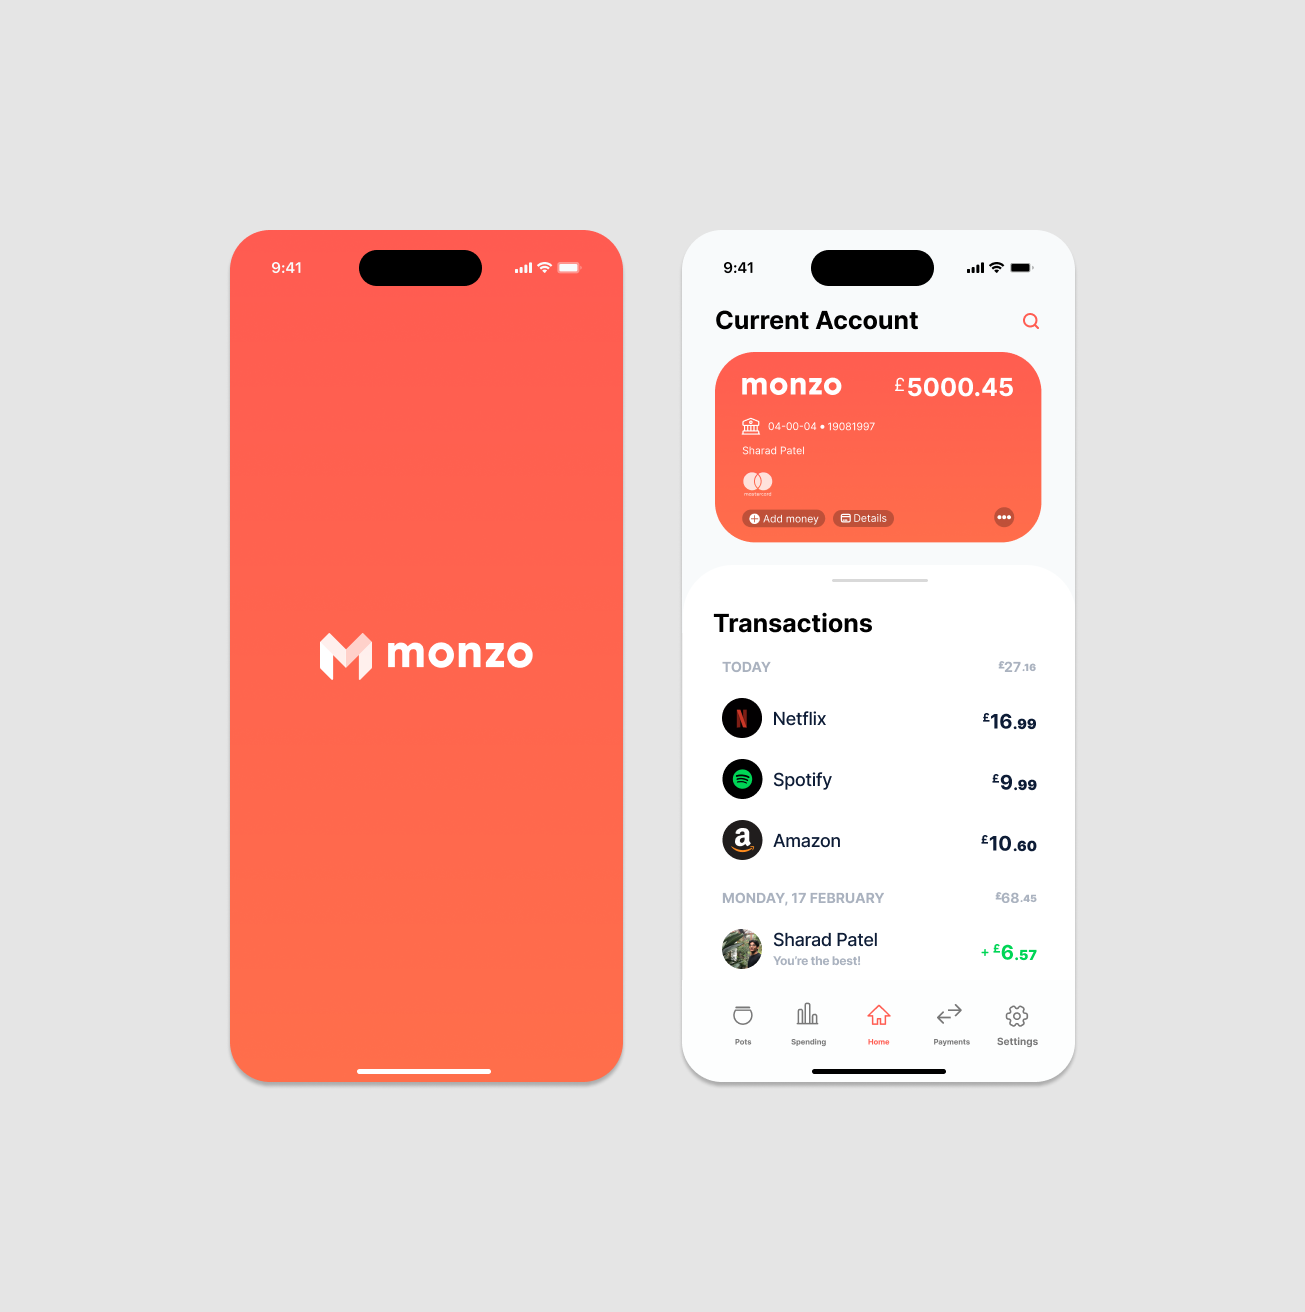 9:41
monzo
9:41
Current Account
monzo
£5000.45
04-00-04 • 19081997
Sharad Patel
mastercard
Add money
Details
Transactions
TODAY
£27.16
Netflix
£16.99
Spotify
£9.99
Amazon
£10.60
MONDAY, 17 FEBRUARY
£68.45
Sharad Patel
You're the best!
+ £6.57
Pots
Spending
Home
Payments
Settings